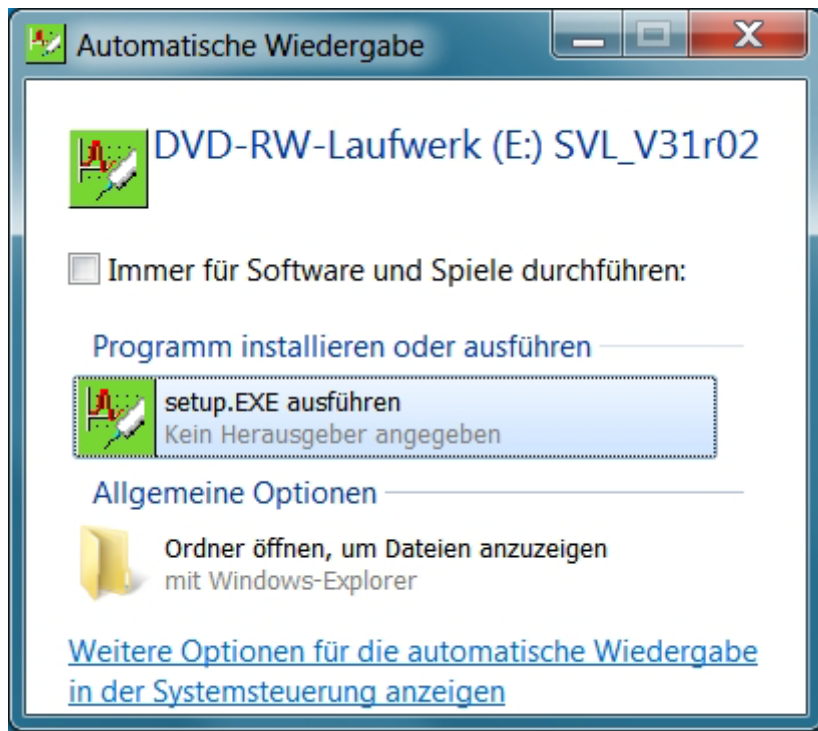 Automatische Wiedergabe
DVD-RW-Laufwerk (E:) SVL_V31r02
Immer für Software und Spiele durchführen:
Programm installieren oder ausführen
setup.EXE ausführen
Kein Herausgeber angegeben
Allgemeine Optionen
Ordner öffnen, um Dateien anzuzeigen
mit Windows-Explorer
Weitere Optionen für die automatische Wiedergabe
in der Systemsteuerung anzeigen